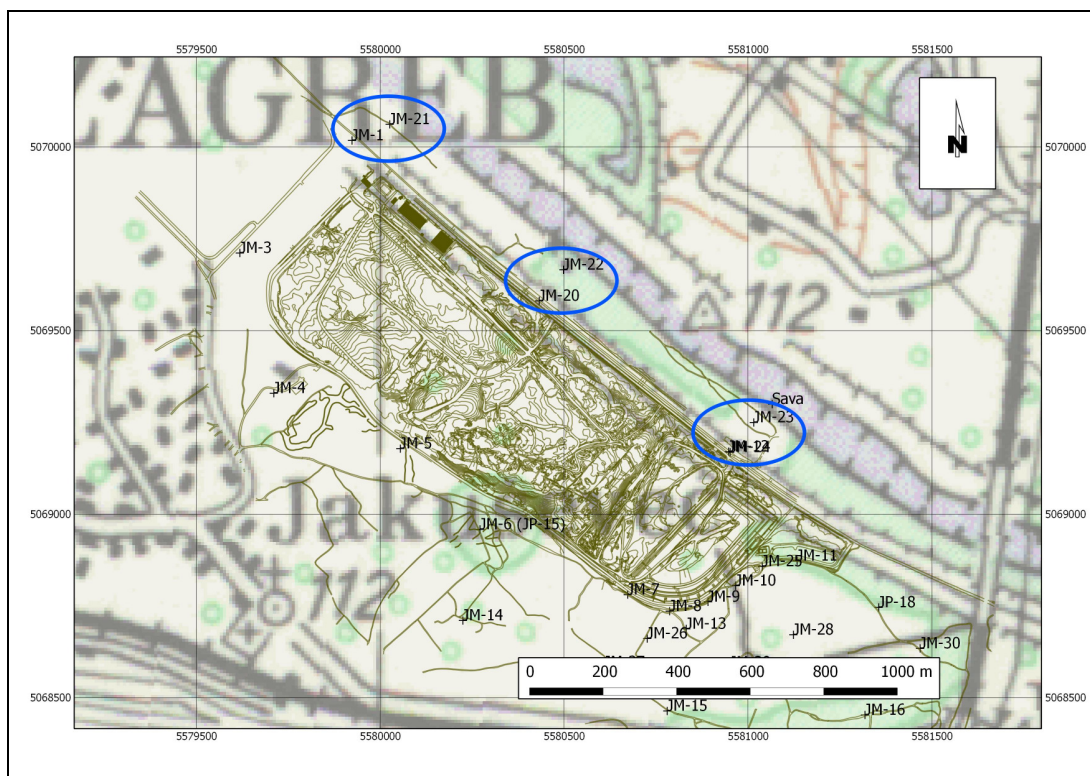 5579500 5580000 5580500 5581000 5581500
ZAGREB
JM-21
JM-1
5070000 5070000
N
JM-3
JM-22
112
JM-20
5069500 5069500
JM-4
Sava
JM-23
JM-5
5069000 5069000
JM-6 (JP-15)
JM-11
JM-25
112
JM-10
JM-7
JM-9
JP-18
JM-8
JM-14
JM-13
JM-28
JM-26
JM-30
0 200 400 600 800 1000 m
5068500 5068500
JM-15
JM-16
5579500 5580000 5580500 5581000 5581500